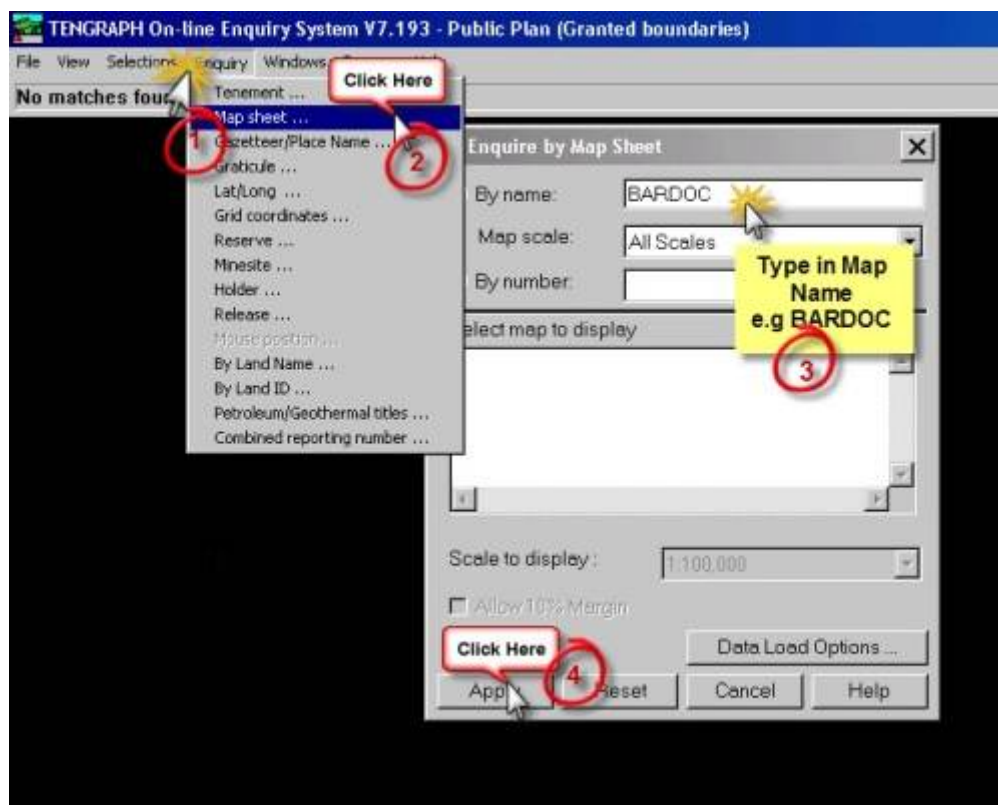 TENGRAPH On-line Enquiry System V7.193 - Public Plan (Granted boundaries)
File View Selections Enquiry Windows
No matches
Click Here
1
Tenement ...
Map sheet ...
Gazetteer/Place Name ...
Graticule ...
Lat/Long ...
Grid coordinates ...
Reserve ...
Minesite ...
Holder ...
Release ...
Mouse position ...
By Land Name ...
By Land ID ...
Petroleum/Geothermal titles ...
Combined reporting number ...
2
Enquire by Map Sheet
By name: BARDOC
Map scale: All Scales
By number:
Type in Map
Name
e.g BARDOC
3
Select map to display
Scale to display : 1:100,000
Allow 10% Margin
Click Here
4
Data Load Options ...
Apply Reset Cancel Help